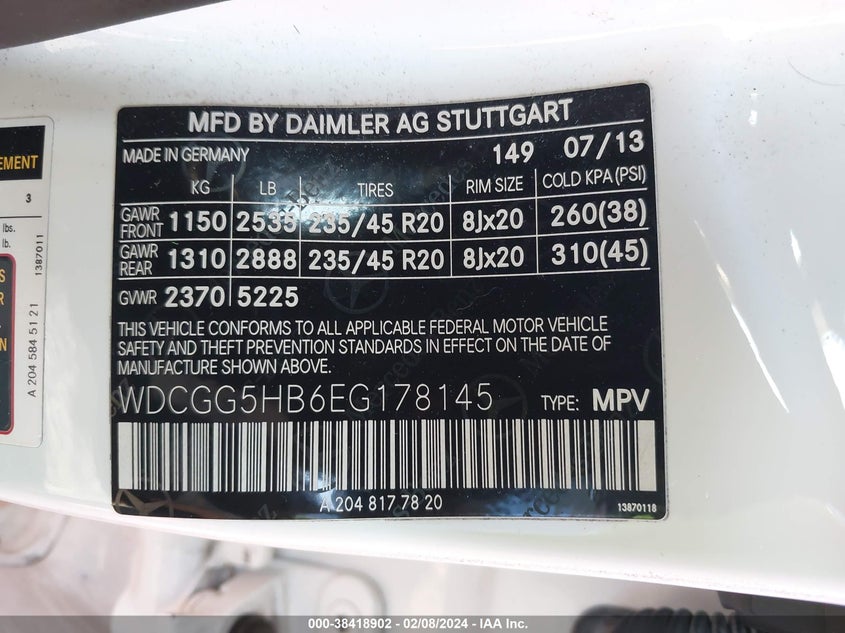 MFD BY DAIMLER AG STUTTGART
MADE IN GERMANY 149 07/13
KG LB TIRES RIM SIZE COLD KPA(PSI)
GAWR FRONT 1150 2535 235/45 R20 8Jx20 260(38)
GAWR REAR 1310 2888 235/45 R20 8Jx20 310(45)
GVWR 2370 5225
THIS VEHICLE CONFORMS TO ALL APPLICABLE FEDERAL MOTOR VEHICLE
SAFETY AND THEFT PREVENTION STANDARDS IN EFFECT ON THE DATE OF
MANUFACTURE SHOWN ABOVE.
WDCGG5HB6EG178145 TYPE: MPV
A 204 817 78 20
13870118
3
lbs.
lb.
1387011
A 204 584 51 21
000-38418902 - 02/08/2024 - IAA Inc.